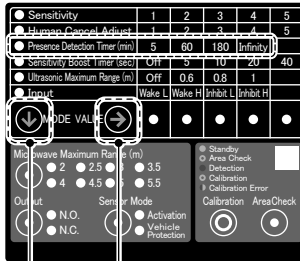 Sensitivity 1 2 3 4 5
Human Cancel Adjust 1 2 3 4 5
Presence Detection Timer (min) 5 60 180 Infinity
Sensitivity Boost Timer (sec) Off 5 10 20 40
Ultrasonic Maximum Range (m) Off 0.6 0.8 1
Input Wake L Wake H Inhibit L Inhibit H
MODE VALUE
Microwave Maximum Range (m)
2 2.5 3 3.5
4 4.5 5 5.5
Output Sensor Mode
N.O. Activation
N.C. Vehicle Protection
Standby
Area Check
Detection
Calibration
Calibration Error
Calibration AreaCheck